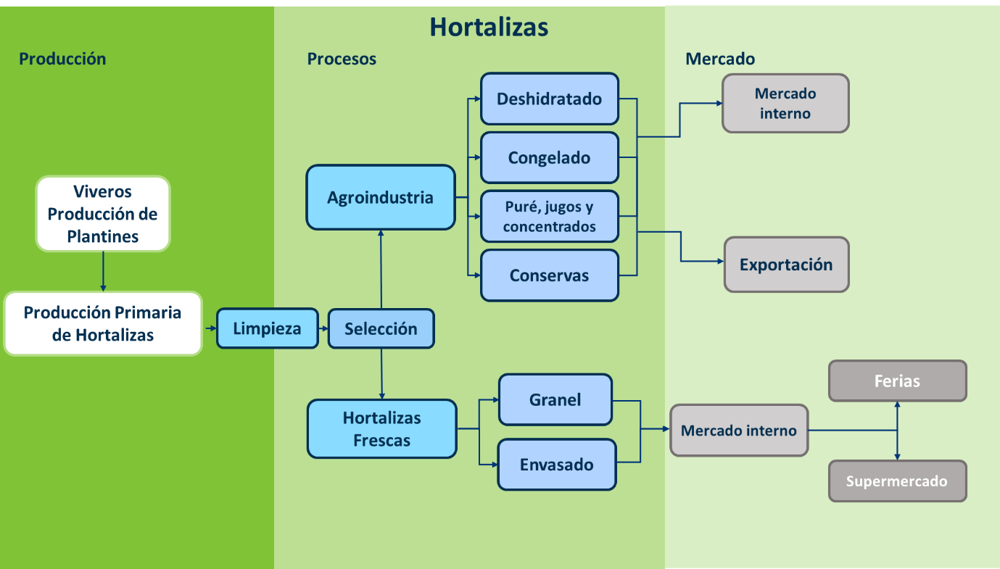 Hortalizas
Producción
Procesos
Mercado
Viveros
Producción de
Plantines
Producción Primaria
de Hortalizas
Limpieza
Selección
Agroindustria
Deshidratado
Congelado
Puré, jugos y
concentrados
Conservas
Mercado
interno
Exportación
Hortalizas
Frescas
Granel
Envasado
Mercado interno
Ferias
Supermercado